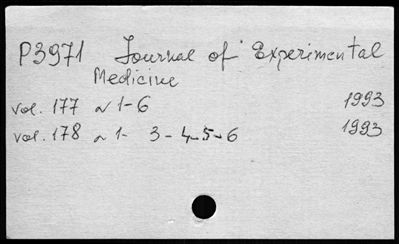 P3971 Journal of Experimental
Medicine
vol. 177 n 1-6 1993
vol. 178 n 1- 3-4-5-6 1993